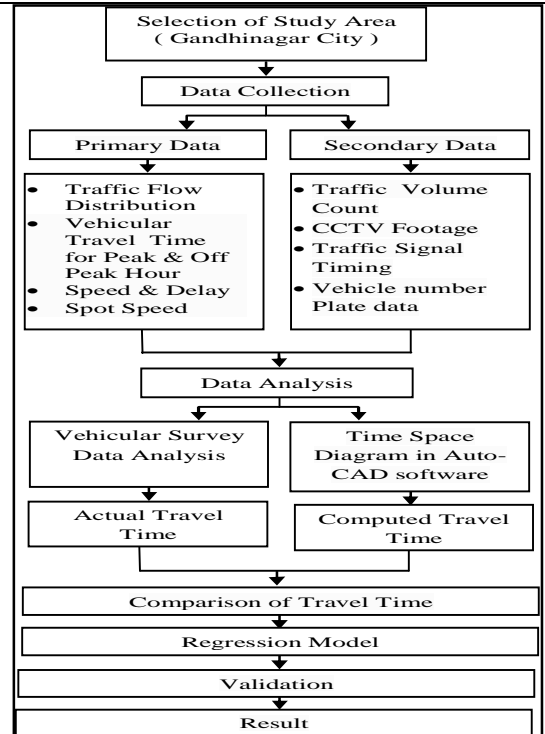 Selection of Study Area
( Gandhinagar City )
Data Collection
Primary Data
Secondary Data
• Traffic Flow
Distribution
• Vehicular
Travel Time
for Peak & Off
Peak Hour
• Speed & Delay
• Spot Speed
• Traffic Volume
Count
• CCTV Footage
• Traffic Signal
Timing
• Vehicle number
Plate data
Data Analysis
Vehicular Survey
Data Analysis
Time Space
Diagram in Auto-
CAD software
Actual Travel
Time
Computed Travel
Time
Comparison of Travel Time
Regression Model
Validation
Result